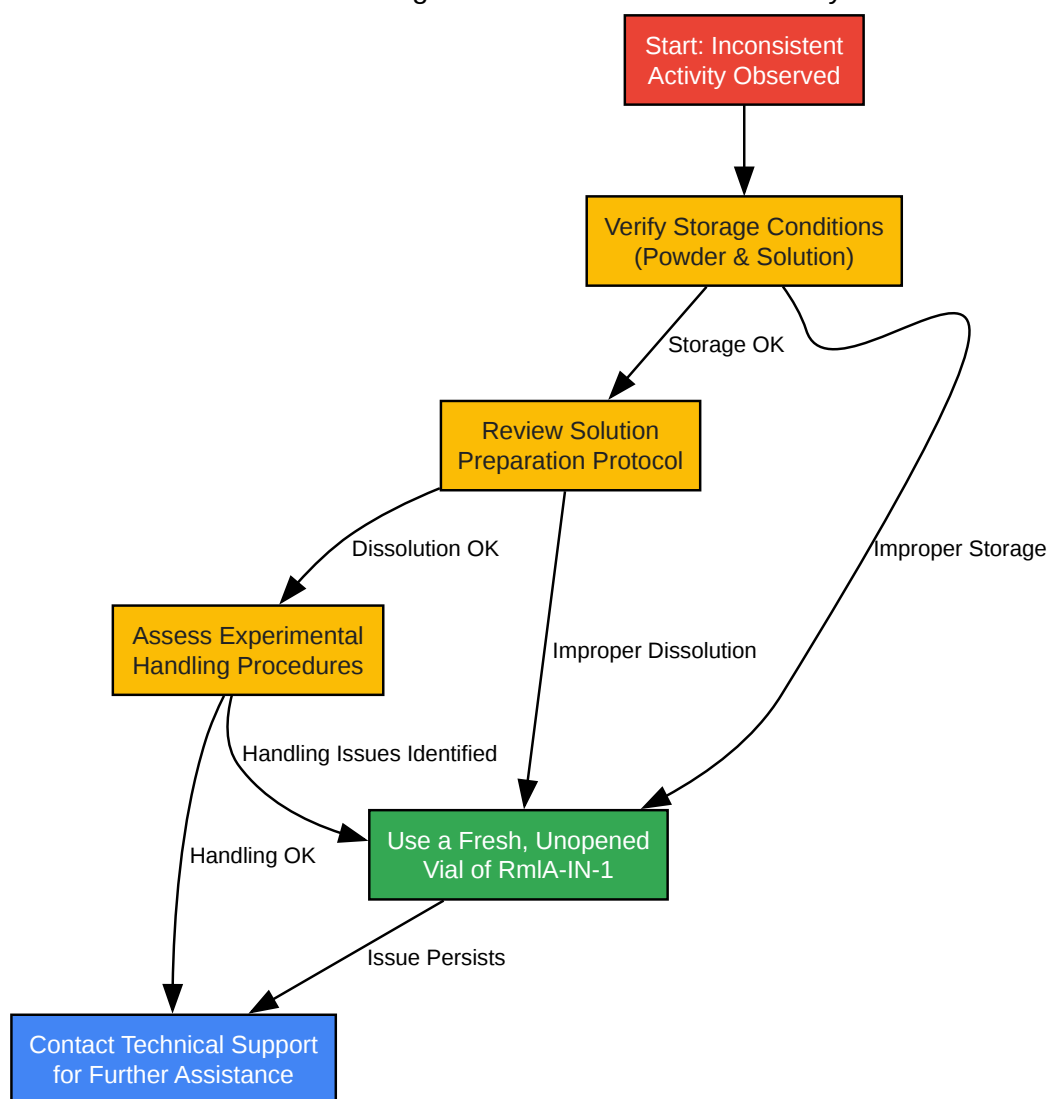 Start: Inconsistent
Activity Observed
Verify Storage Conditions
(Powder & Solution)
Storage OK
Review Solution
Preparation Protocol
Dissolution OK
Improper Storage
Assess Experimental
Handling Procedures
Improper Dissolution
Handling Issues Identified
Use a Fresh, Unopened
Vial of RmlA-IN-1
Handling OK
Issue Persists
Contact Technical Support
for Further Assistance